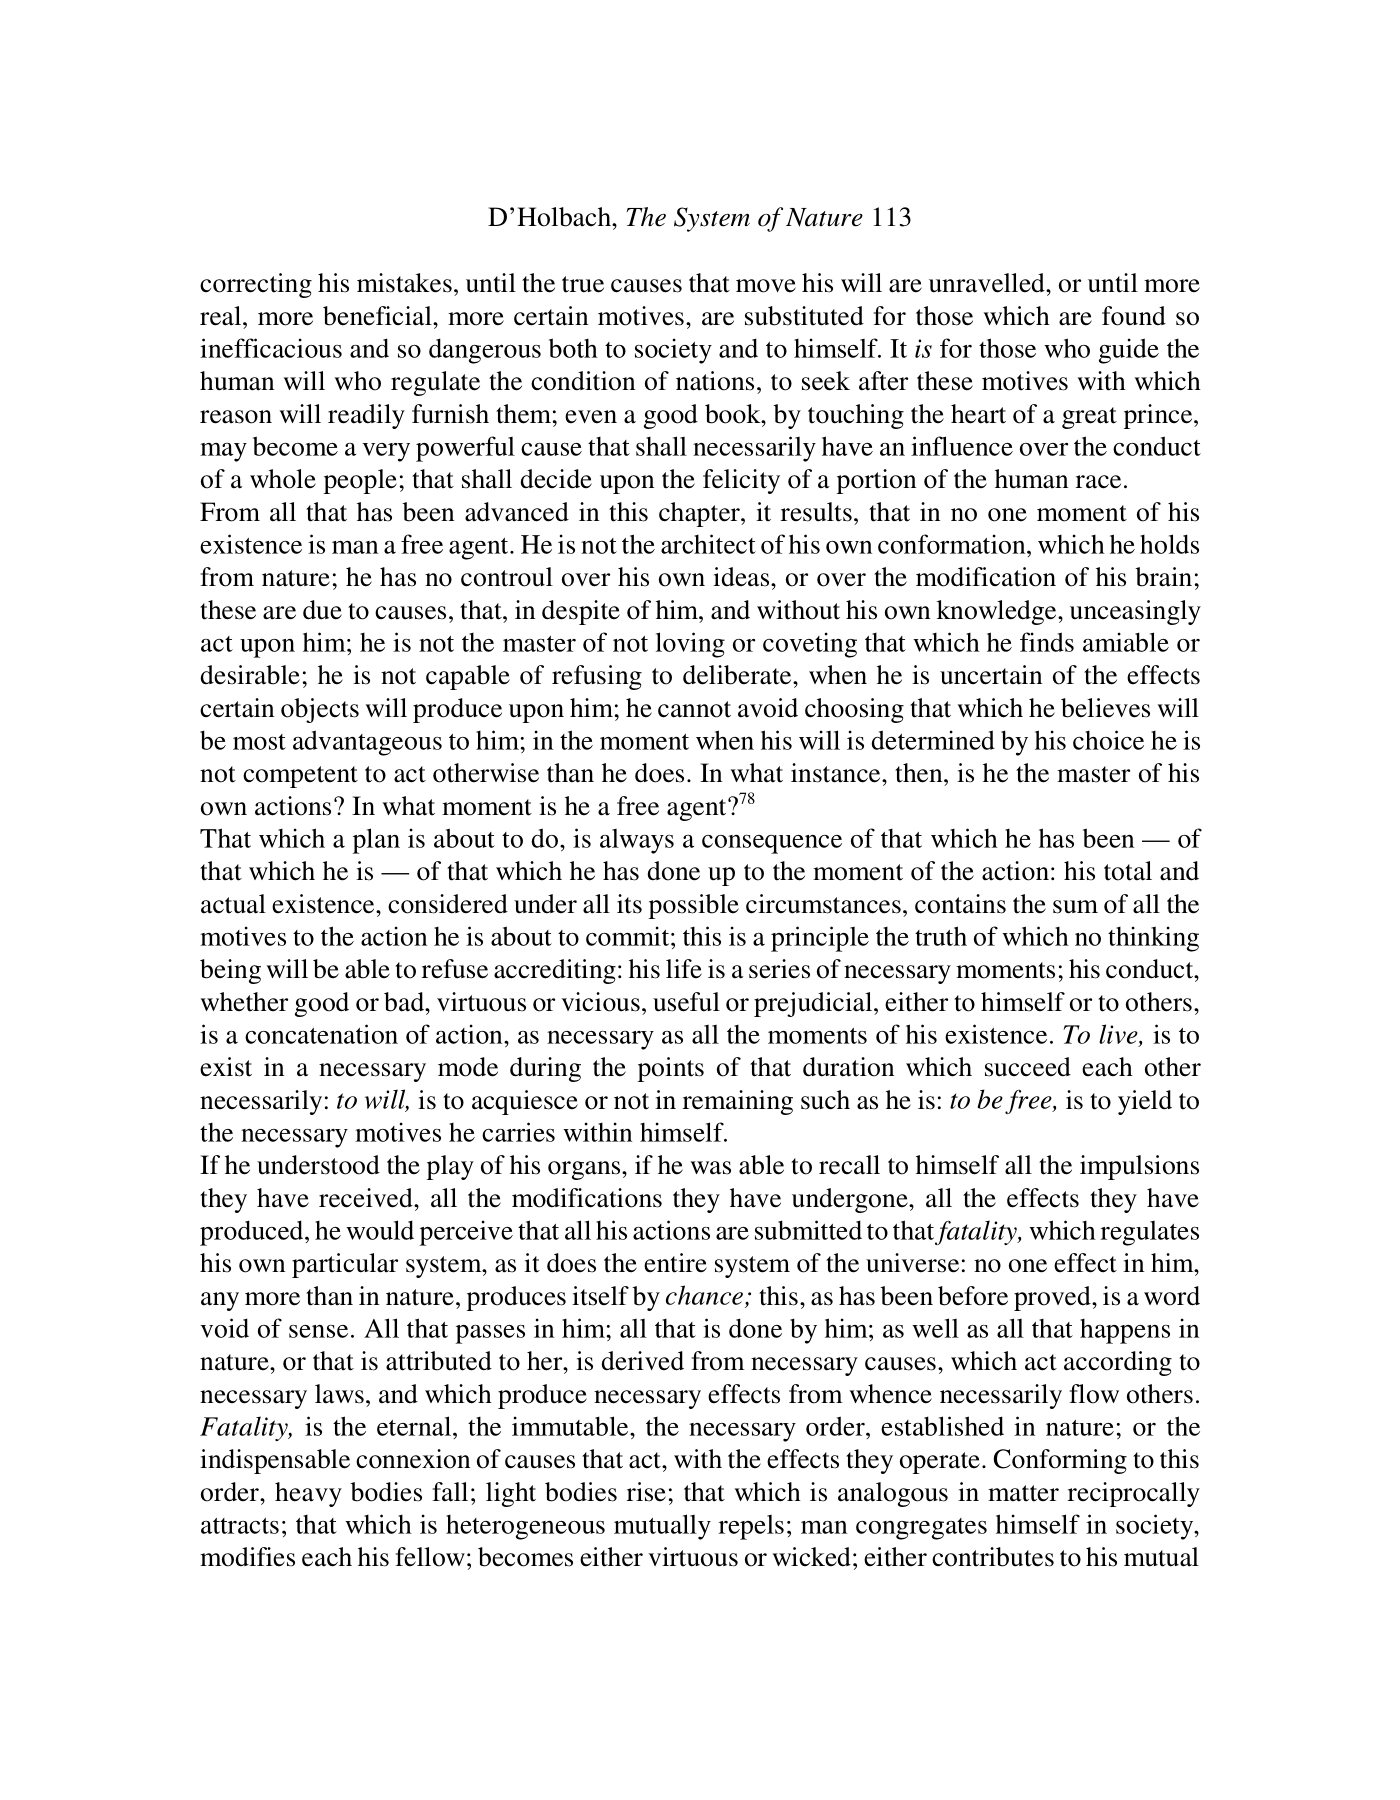 D’Holbach, The System of Nature 113
correcting his mistakes, until the true causes that move his will are unravelled, or until more
real, more beneficial, more certain motives, are substituted for those which are found so
inefficacious and so dangerous both to society and to himself. It is for those who guide the
human will who regulate the condition of nations, to seek after these motives with which
reason will readily furnish them; even a good book, by touching the heart of a great prince,
may become a very powerful cause that shall necessarily have an influence over the conduct
of a whole people; that shall decide upon the felicity of a portion of the human race.
From all that has been advanced in this chapter, it results, that in no one moment of his
existence is man a free agent. He is not the architect of his own conformation, which he holds
from nature; he has no controul over his own ideas, or over the modification of his brain;
these are due to causes, that, in despite of him, and without his own knowledge, unceasingly
act upon him; he is not the master of not loving or coveting that which he finds amiable or
desirable; he is not capable of refusing to deliberate, when he is uncertain of the effects
certain objects will produce upon him; he cannot avoid choosing that which he believes will
be most advantageous to him; in the moment when his will is determined by his choice he is
not competent to act otherwise than he does. In what instance, then, is he the master of his
own actions? In what moment is he a free agent?78
That which a plan is about to do, is always a consequence of that which he has been — of
that which he is — of that which he has done up to the moment of the action: his total and
actual existence, considered under all its possible circumstances, contains the sum of all the
motives to the action he is about to commit; this is a principle the truth of which no thinking
being will be able to refuse accrediting: his life is a series of necessary moments; his conduct,
whether good or bad, virtuous or vicious, useful or prejudicial, either to himself or to others,
is a concatenation of action, as necessary as all the moments of his existence. To live, is to
exist in a necessary mode during the points of that duration which succeed each other
necessarily: to will, is to acquiesce or not in remaining such as he is: to be free, is to yield to
the necessary motives he carries within himself.
If he understood the play of his organs, if he was able to recall to himself all the impulsions
they have received, all the modifications they have undergone, all the effects they have
produced, he would perceive that all his actions are submitted to that fatality, which regulates
his own particular system, as it does the entire system of the universe: no one effect in him,
any more than in nature, produces itself by chance; this, as has been before proved, is a word
void of sense. All that passes in him; all that is done by him; as well as all that happens in
nature, or that is attributed to her, is derived from necessary causes, which act according to
necessary laws, and which produce necessary effects from whence necessarily flow others.
Fatality, is the eternal, the immutable, the necessary order, established in nature; or the
indispensable connexion of causes that act, with the effects they operate. Conforming to this
order, heavy bodies fall; light bodies rise; that which is analogous in matter reciprocally
attracts; that which is heterogeneous mutually repels; man congregates himself in society,
modifies each his fellow; becomes either virtuous or wicked; either contributes to his mutual